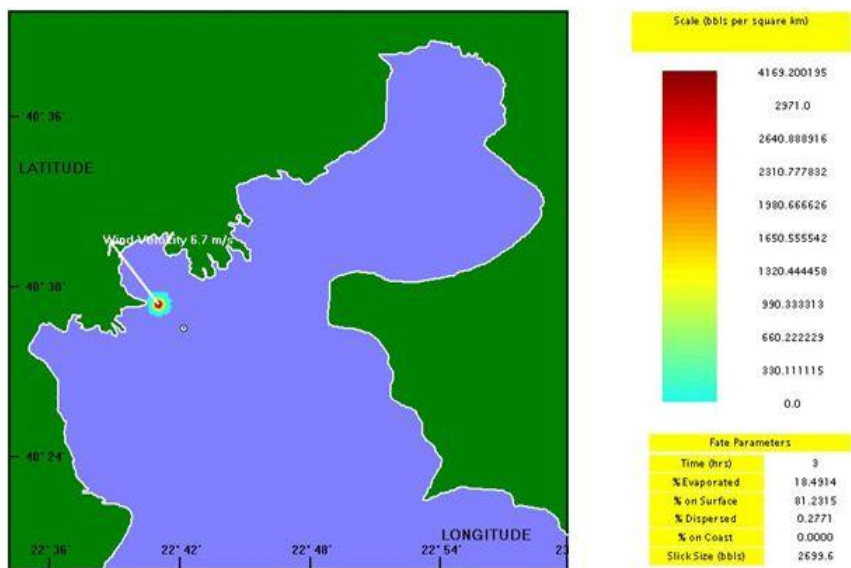 Scale (bbls per square km)
4169.200195
2971.0
2640.888916
2310.777832
1980.666626
1650.555542
1320.444458
990.333313
660.222229
330.111115
0.0
40° 36'
LATITUDE
Wind Velocity 6.7 m/s
40° 30'
40° 24'
LONGITUDE
22° 36' 22° 42' 22° 48' 22° 54' 23
Fate Parameters
Time (hrs) 3
% Evaporated 18.4914
% on Surface 81.2315
% Dispersed 0.2771
% on Coast 0.0000
Slick Size (bbls) 2699.6